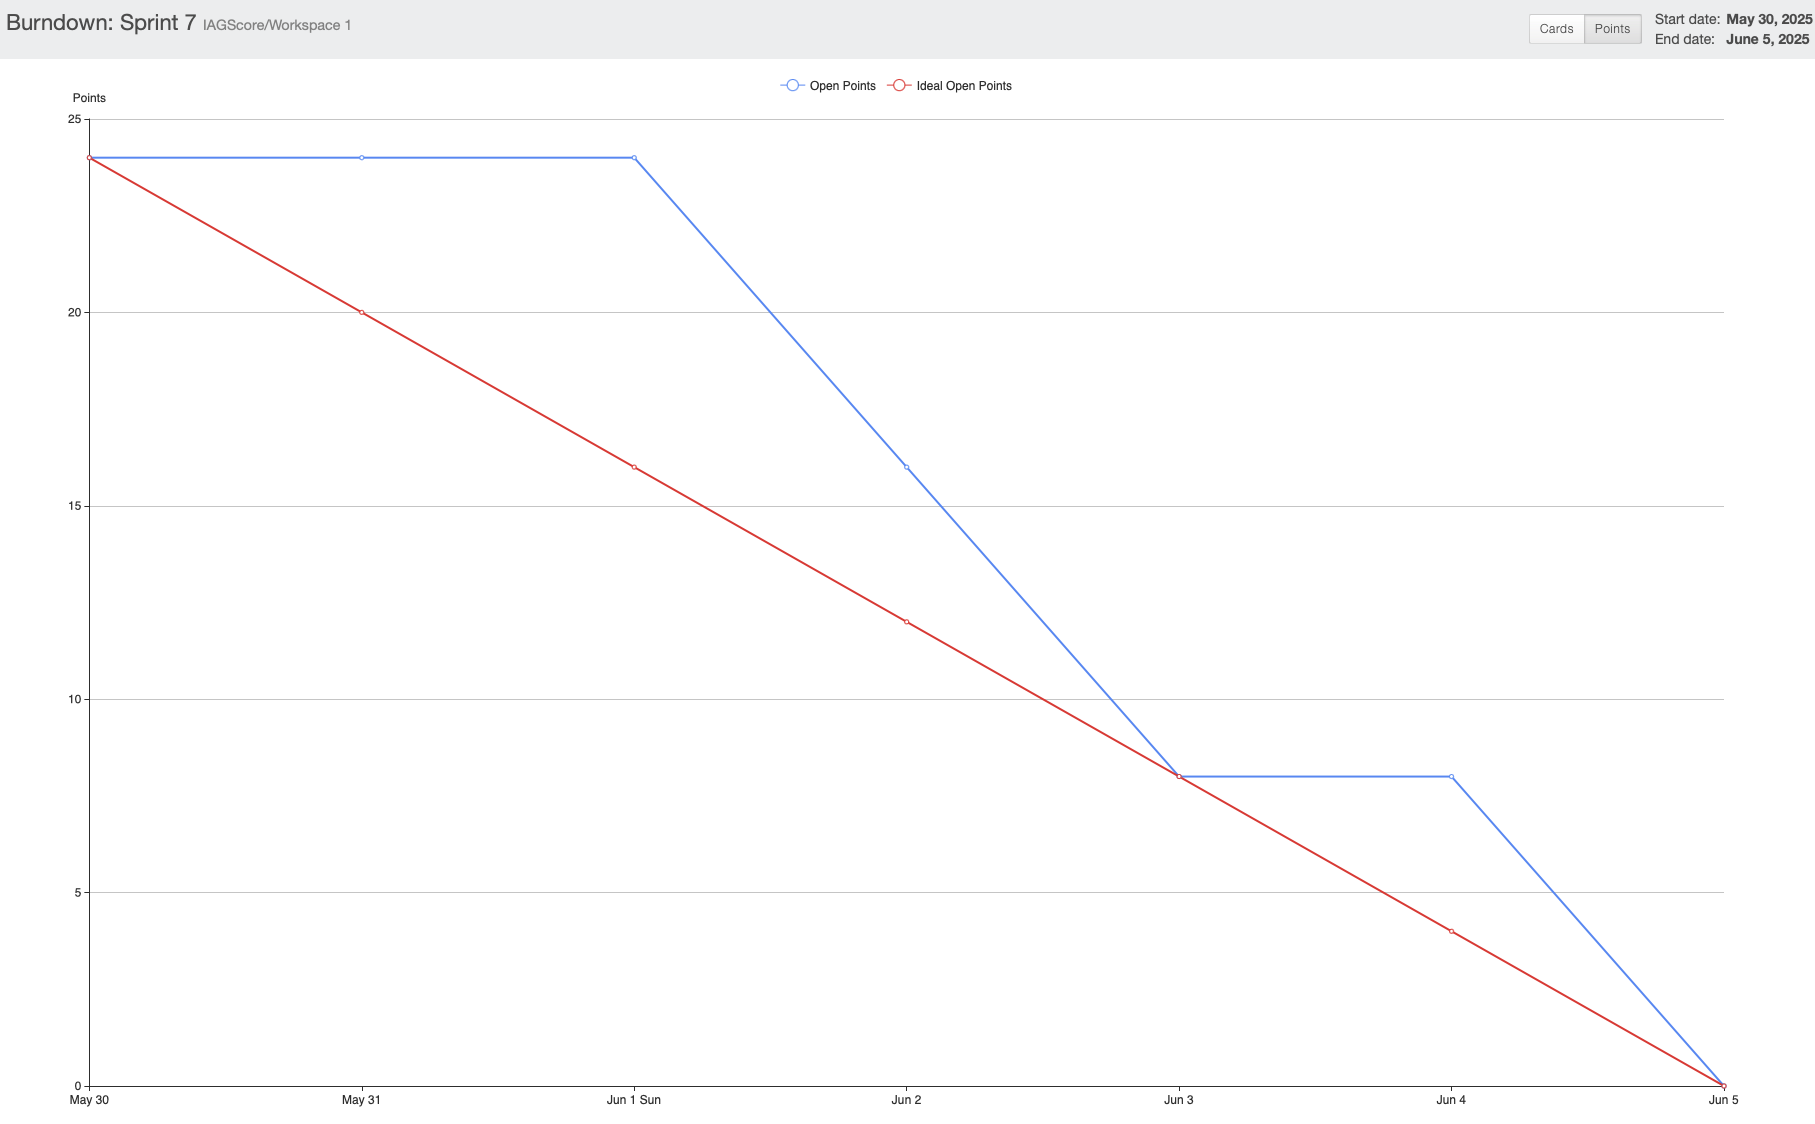 Burndown: Sprint 7 IAGScore/Workspace 1
Cards Points
Start date: May 30, 2025
End date: June 5, 2025
Open Points Ideal Open Points
Points
25
20
15
10
5
0
May 30 May 31 Jun 1 Sun Jun 2 Jun 3 Jun 4 Jun 5